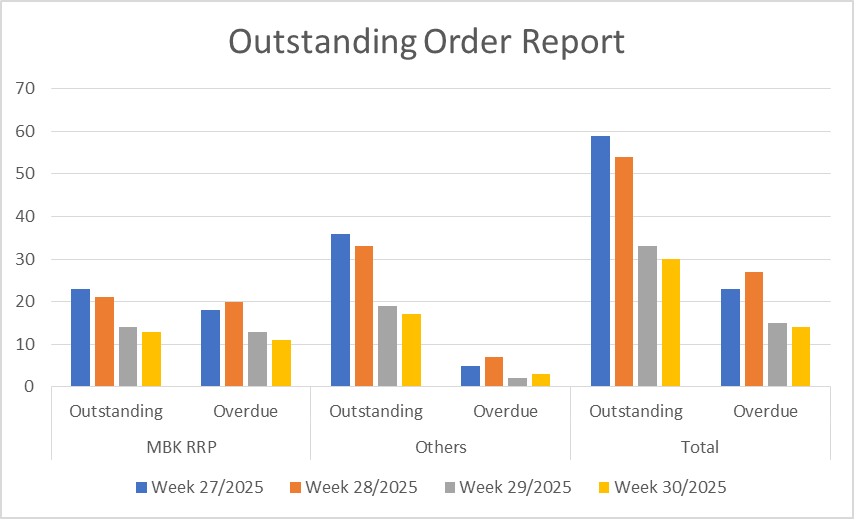 Outstanding Order Report
70
60
50
40
30
20
10
0
Outstanding Overdue Outstanding Overdue Outstanding Overdue
MBK RRP Others Total
Week 27/2025 Week 28/2025 Week 29/2025 Week 30/2025